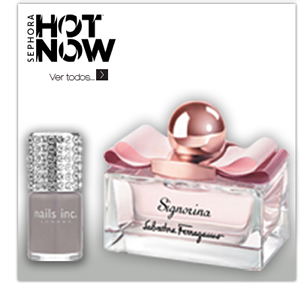 SEPHORA
HOT
NOW
Ver todos...
nails inc.
LONDON
Signorina
Salvatore Ferragamo